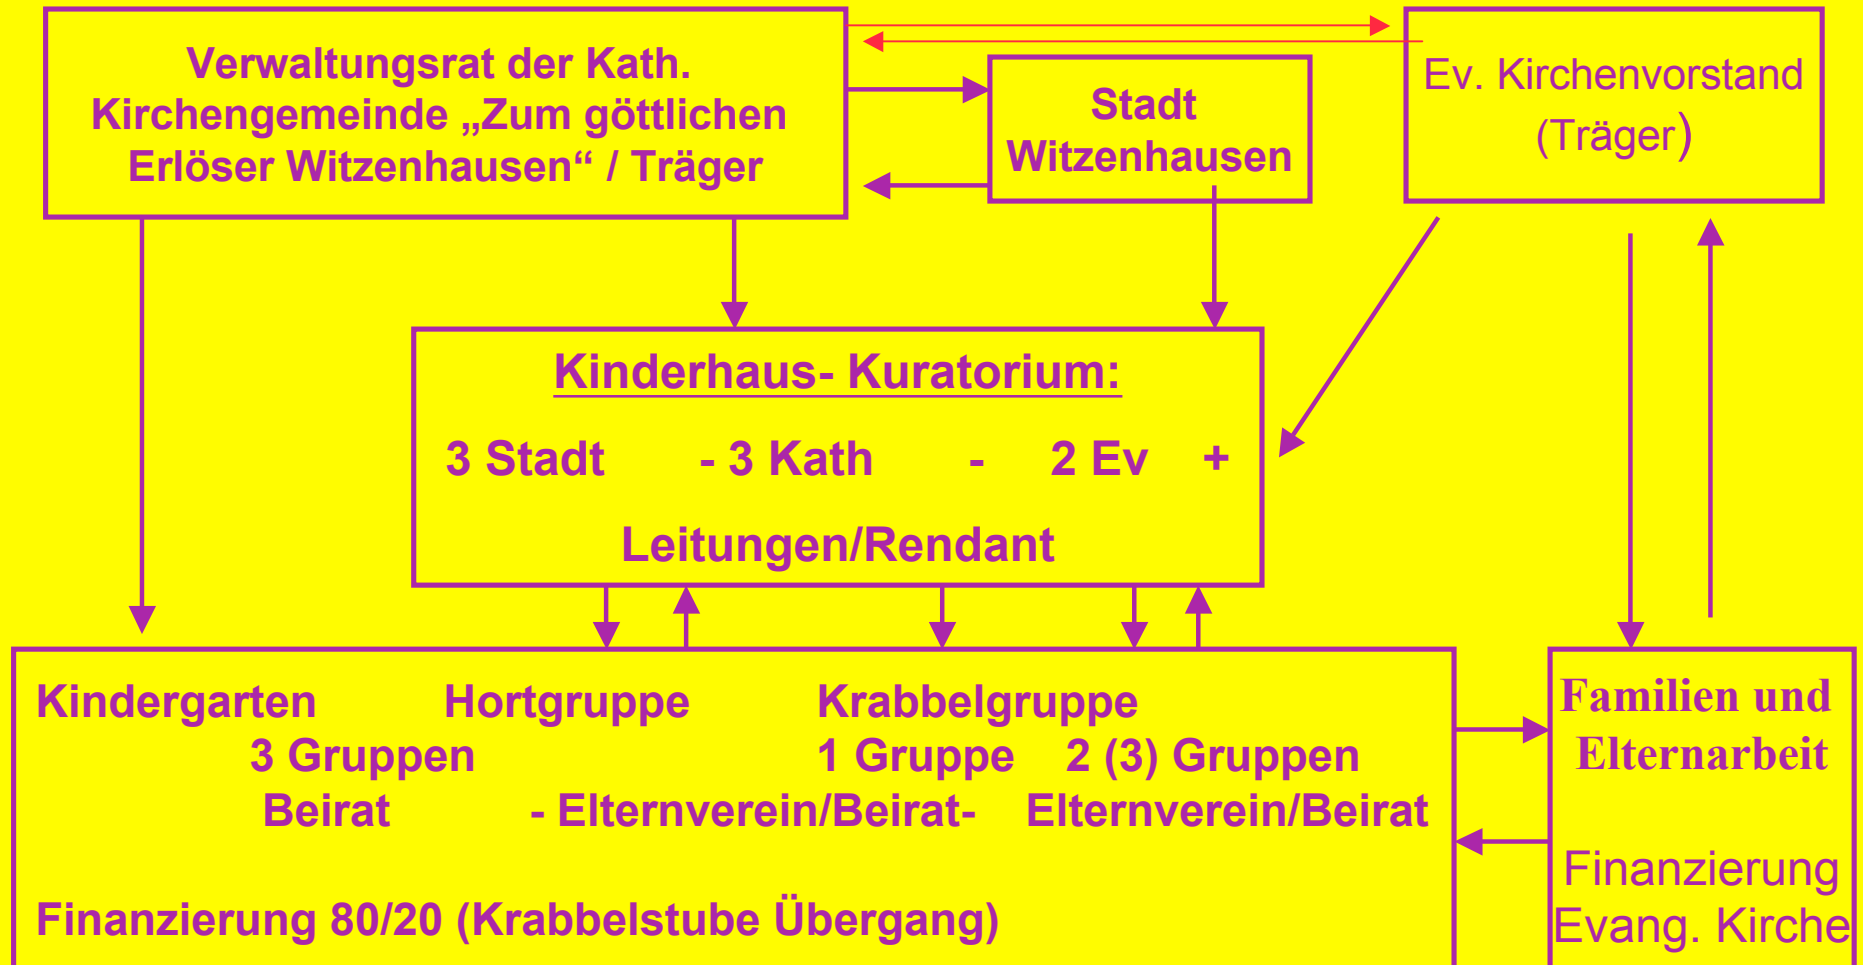 Verwaltungsrat der Kath.
Kirchengemeinde „Zum göttlichen
Erlöser Witzenhausen“ / Träger
Stadt
Witzenhausen
Ev. Kirchenvorstand
(Träger)
Kinderhaus- Kuratorium:
3 Stadt - 3 Kath - 2 Ev +
Leitungen/Rendant
Kindergarten Hortgruppe Krabbelgruppe
3 Gruppen 1 Gruppe 2 (3) Gruppen
Beirat - Elternverein/Beirat- Elternverein/Beirat
Finanzierung 80/20 (Krabbelstube Übergang)
Familien und
Elternarbeit
Finanzierung
Evang. Kirche